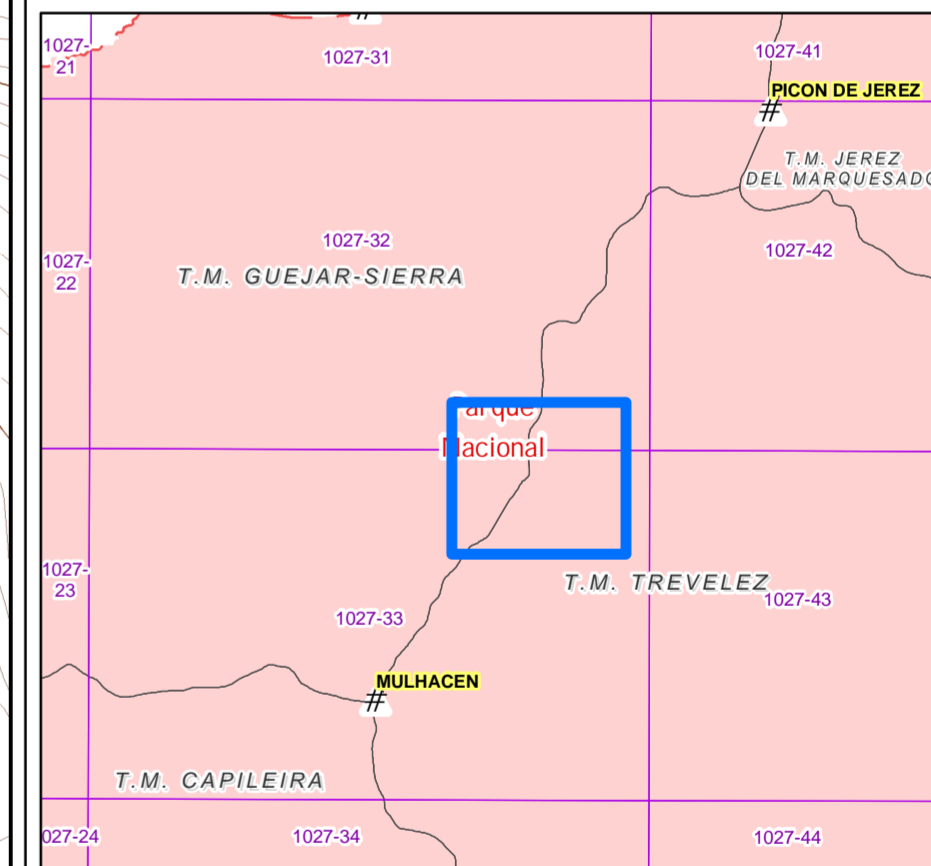 1027-
21
1027-31
1027-41
PICON DE JEREZ
#
T.M. JEREZ
DEL MARQUESADO
1027-32
1027-42
1027-
22
T.M. GUEJAR-SIERRA
Parque
Nacional
1027-
23
T.M. TREVELEZ
1027-43
1027-33
MULHACEN
#
T.M. CAPILEIRA
027-24
1027-34
1027-44